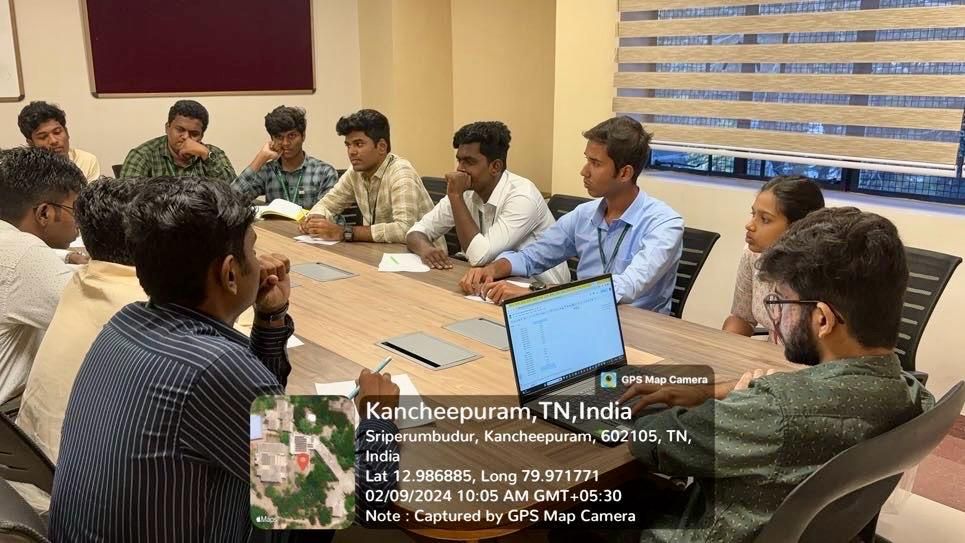 GPS Map Camera
Kancheepuram,TN,India
Sriperumbudur, Kancheepuram, 602105, TN,
India
Lat 12.986885, Long 79.971771
02/09/2024 10:05 AM GMT+05:30
Note : Captured by GPS Map Camera
Maps